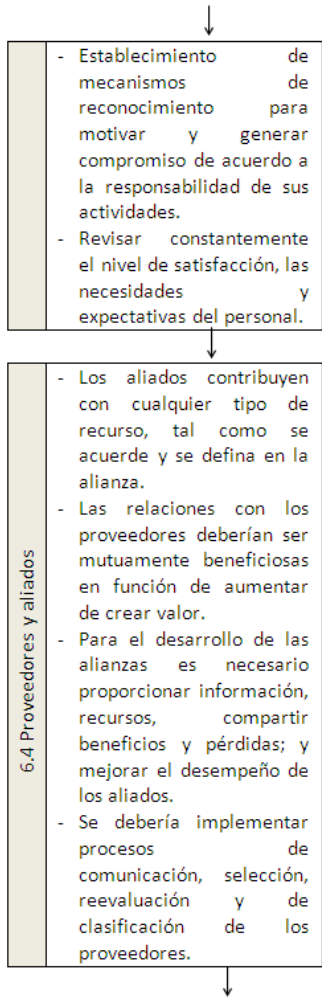 - Establecimiento de
mecanismos de
reconocimiento para
motivar y generar
compromiso de acuerdo a
la responsabilidad de sus
actividades.
- Revisar constantemente
el nivel de satisfacción, las
necesidades y
expectativas del personal.
6.4 Proveedores y aliados
- Los aliados contribuyen
con cualquier tipo de
recurso, tal como se
acuerde y se defina en la
alianza.
- Las relaciones con los
proveedores deberían ser
mutuamente beneficiosas
en función de aumentar
de crear valor.
- Para el desarrollo de las
alianzas es necesario
proporcionar información,
recursos, compartir
beneficios y pérdidas; y
mejorar el desempeño de
los aliados.
- Se debería implementar
procesos de
comunicación, selección,
reevaluación y de
clasificación de los
proveedores.